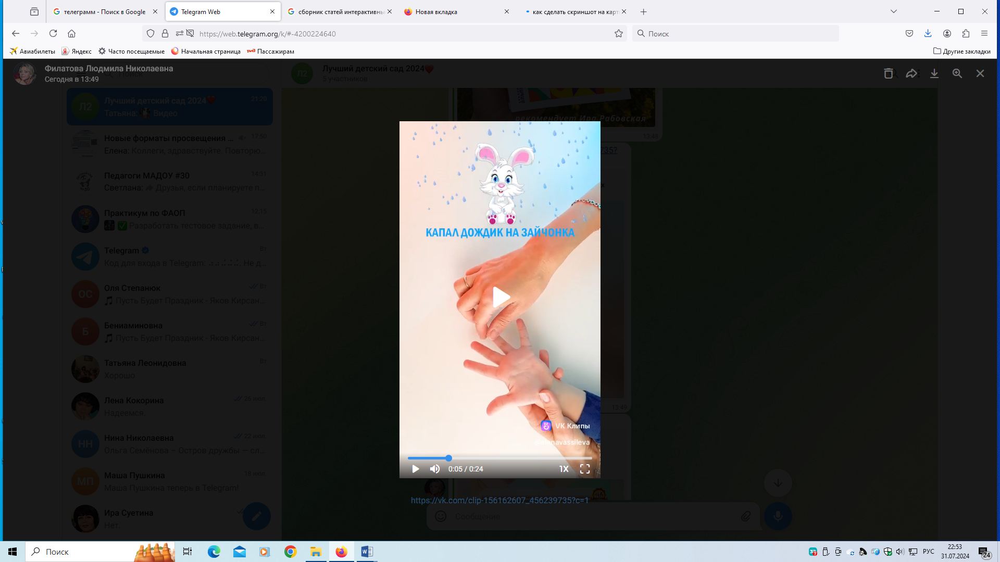 телеграмм - Поиск в Google
Telegram Web
сборник статей интерактивны
Новая вкладка
как сделать скриншот на карт
https://web.telegram.org/k/#-4200224640
Поиск
Авиабилеты
Яндекс
Часто посещаемые
Начальная страница
Пассажирам
Другие закладки
Филатова Людмила Николаевна
Сегодня в 13:49
Поиск
Л2
Лучший детский сад 2024❤
5 участников
Л2
Лучший детский сад 2024❤
21:20
Татьяна: Видео
Новые форматы просвещения ...
17:50
Елена: Коллеги, здравствуйте. Повторю...
Педагоги МАДОУ #30
14:31
Светлана: Друзья, если планируете п...
Практикум по ФАОП
12:15
Разработать тестовое задание, в...
Telegram
Вт
Код для входа в Telegram: Не д...
ОС
Оля Степанюк
Вт
Пусть Будет Праздник - Яков Кирсан...
Б
Бениаминовна
Вт
Пусть Будет Праздник - Яков Кирсан...
Татьяна Леонидовна
Вт
Хорошо
Лена Кокорина
26 июл.
Надеемся.
НН
Нина Николаевна
22 июл.
Ольга Семёнова – Остров дружбы — сл...
МП
Маша Пушкина
18 июл.
Маша Пушкина теперь в Telegram!
Ира Суетина
Нет.
рекомендует Ира Рабовская
13:48
735?
х
КАПАЛ ДОЖДИК НА ЗАЙЧОНКА
13:49
VK Клипы
0:05 / 0:24
1X
https://vk.com/clip-156162607_456239735?c=1
Сообщение
Поиск
РУС
22:53
31.07.2024
24